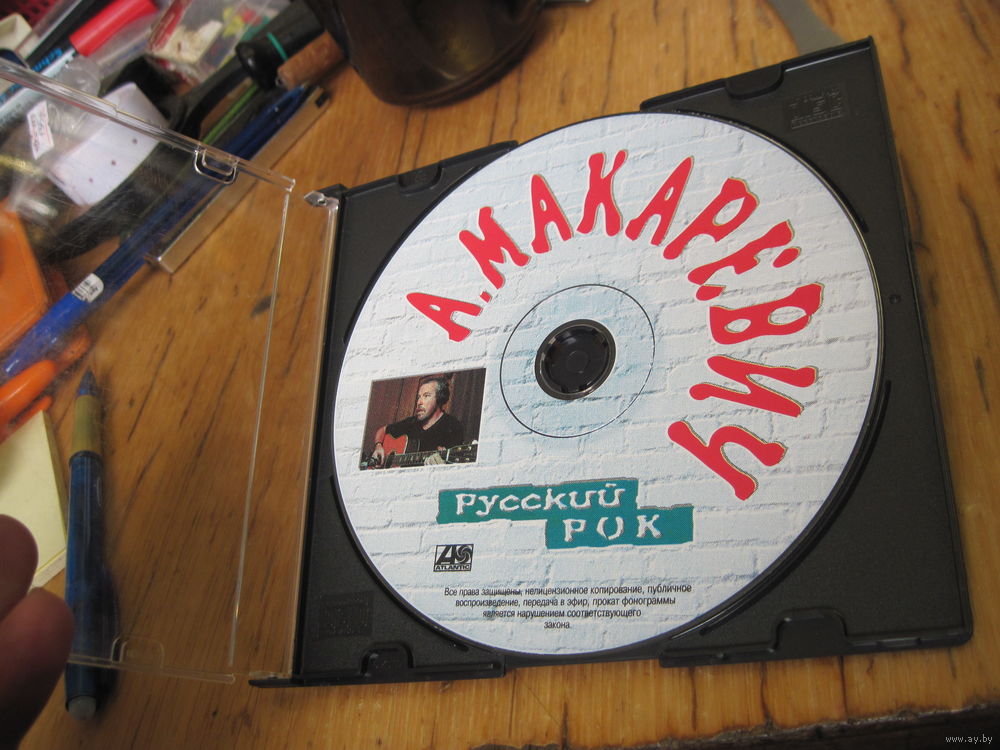 А. МАКАРЕВИЧ
Русский
РОК
ATLANTIC
Все права защищены, нелицензионное копирование, публичное
воспроизведение, передача в эфир, прокат фонограммы
является нарушением соответствующего
закона.
www.ay.by